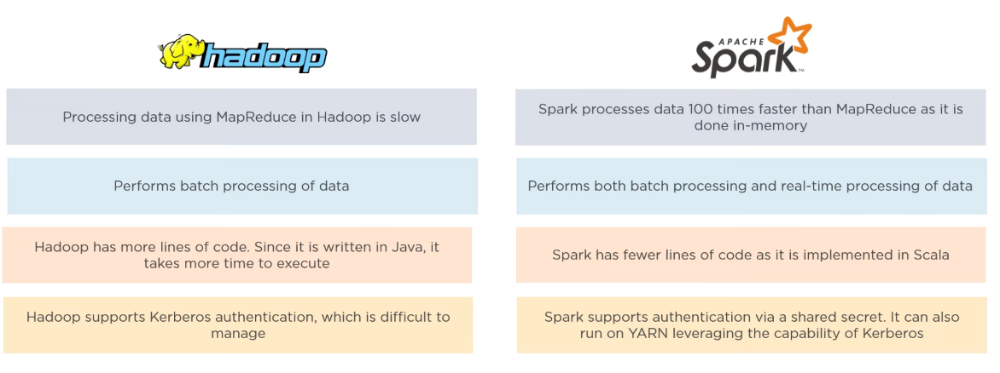 hadoop
APACHE
Spark™
Processing data using MapReduce in Hadoop is slow
Spark processes data 100 times faster than MapReduce as it is
done in-memory
Performs batch processing of data
Performs both batch processing and real-time processing of data
Hadoop has more lines of code. Since it is written in Java, it
takes more time to execute
Spark has fewer lines of code as it is implemented in Scala
Hadoop supports Kerberos authentication, which is difficult to
manage
Spark supports authentication via a shared secret. It can also
run on YARN leveraging the capability of Kerberos